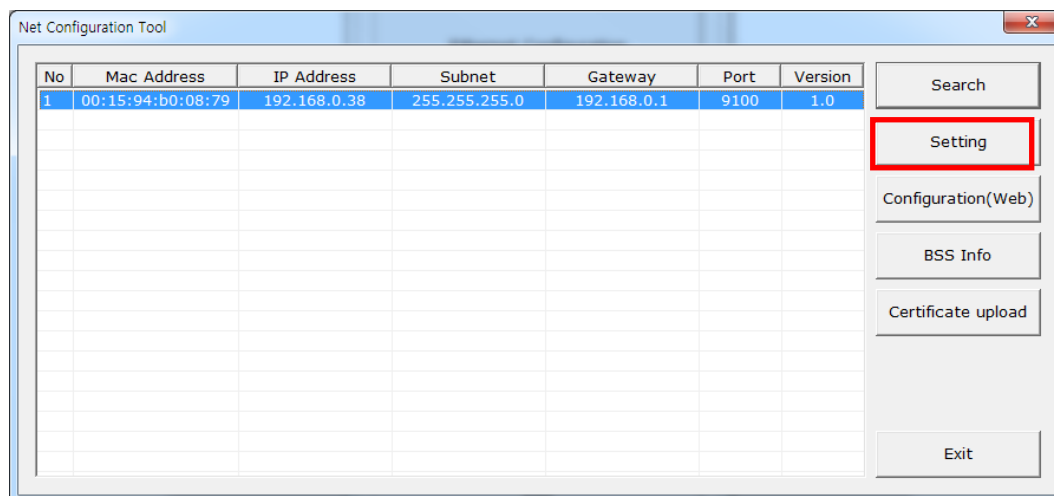 Net Configuration Tool
No Mac Address IP Address Subnet Gateway Port Version
1 00:15:94:b0:08:79 192.168.0.38 255.255.255.0 192.168.0.1 9100 1.0
Search
Setting
Configuration(Web)
BSS Info
Certificate upload
Exit